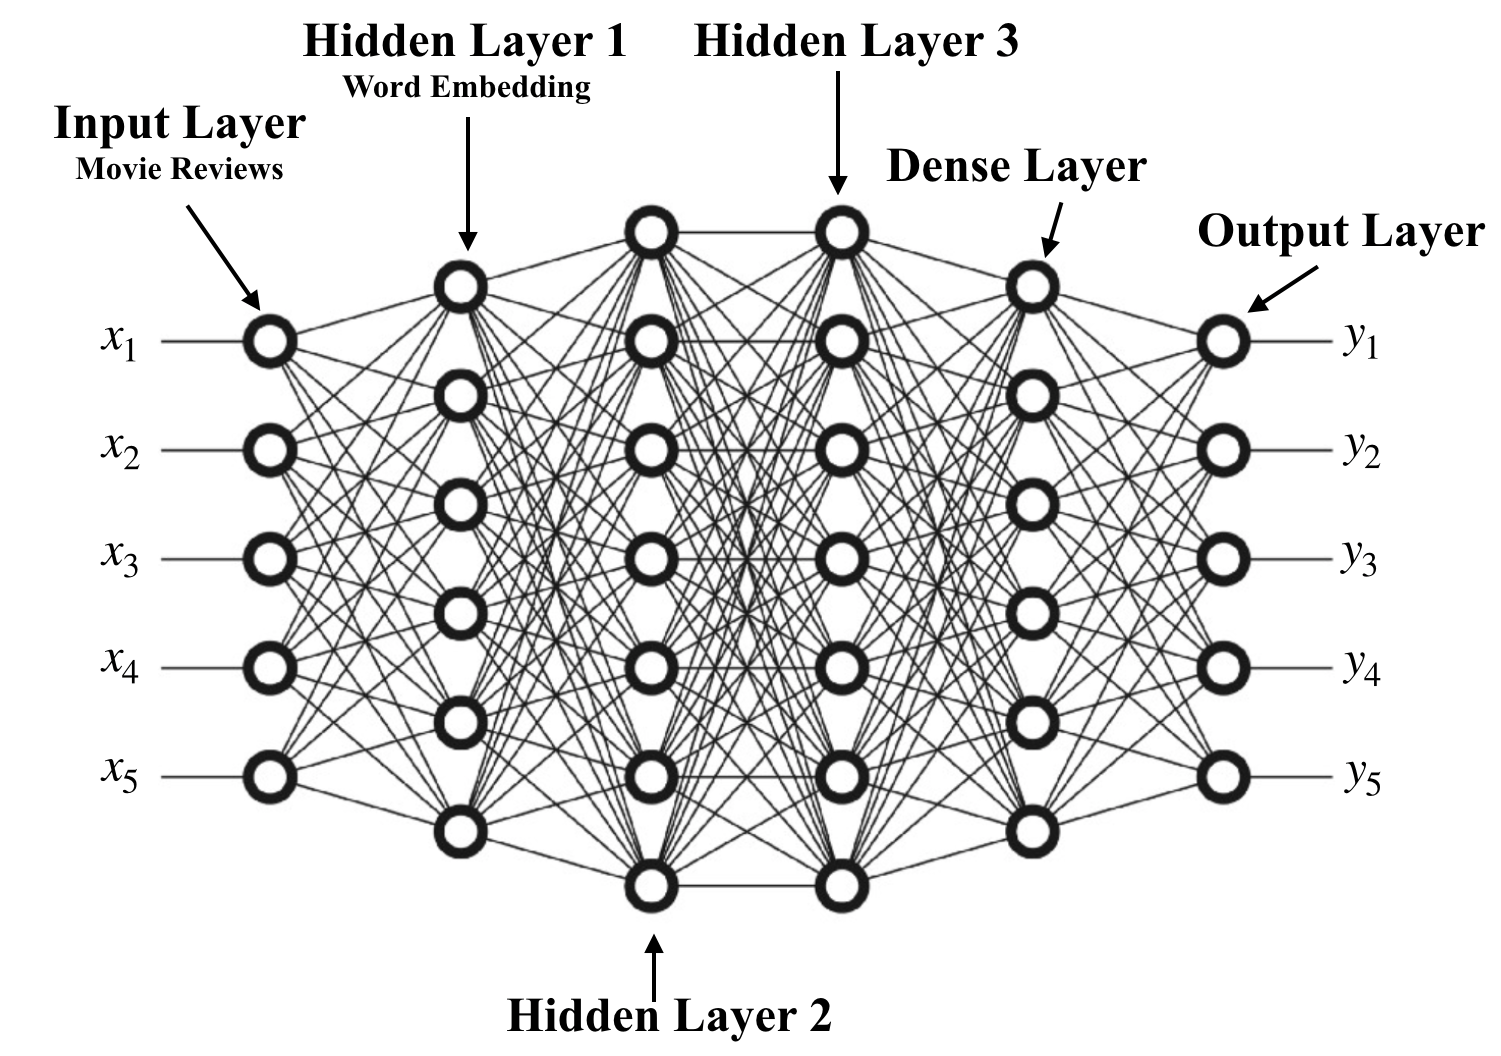 Hidden Layer 1
Word Embedding
Hidden Layer 3
Input Layer
Movie Reviews
Dense Layer
Output Layer
x1
x2
x3
x4
x5
y1
y2
y3
y4
y5
Hidden Layer 2